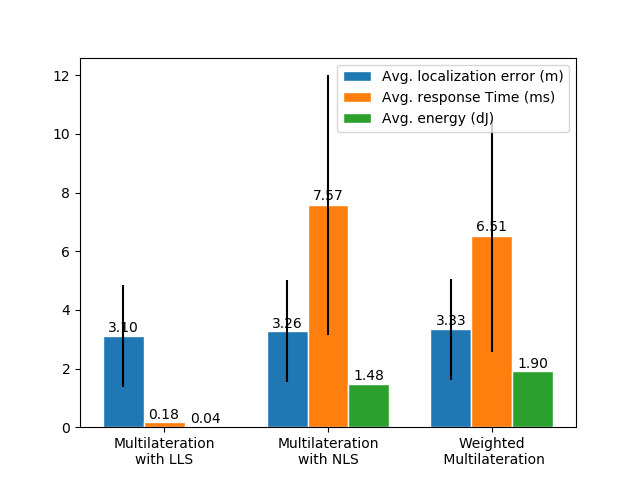 Avg. localization error (m)
Avg. response Time (ms)
Avg. energy (dJ)
12
10
8
6
4
2
0
3.10
0.18
0.04
3.26
7.57
1.48
3.33
6.51
1.90
Multilateration
with LLS
Multilateration
with NLS
Weighted
Multilateration